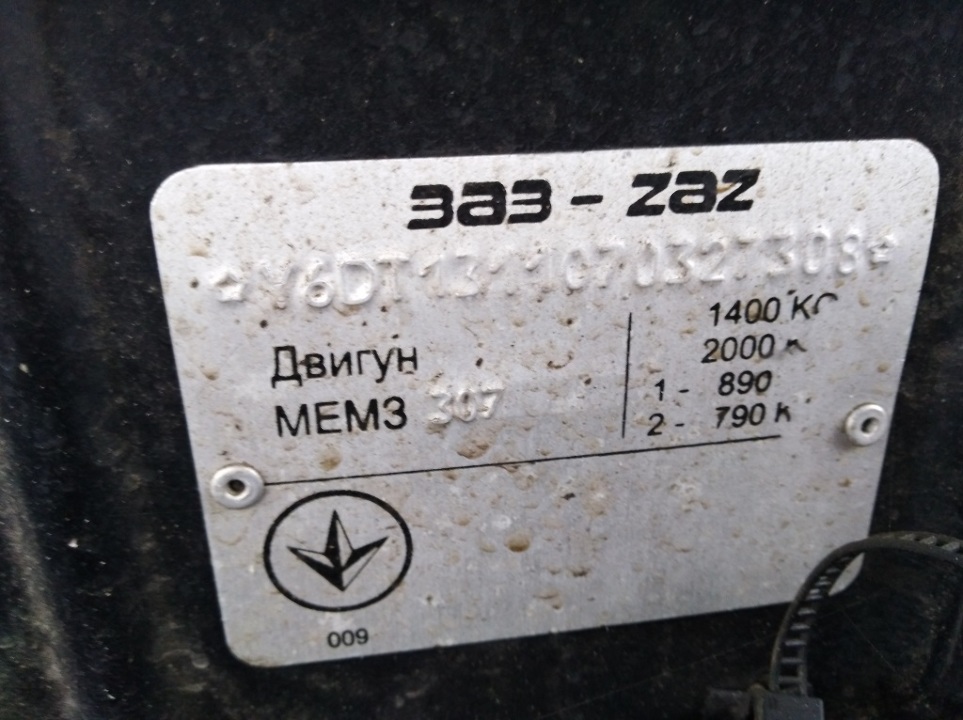 ЗАЗ - ZAZ
☆Y6DT1311070327308☆
1400 КГ
Двигун
2000
1 - 890
МЕМЗ 307
2 - 790
009